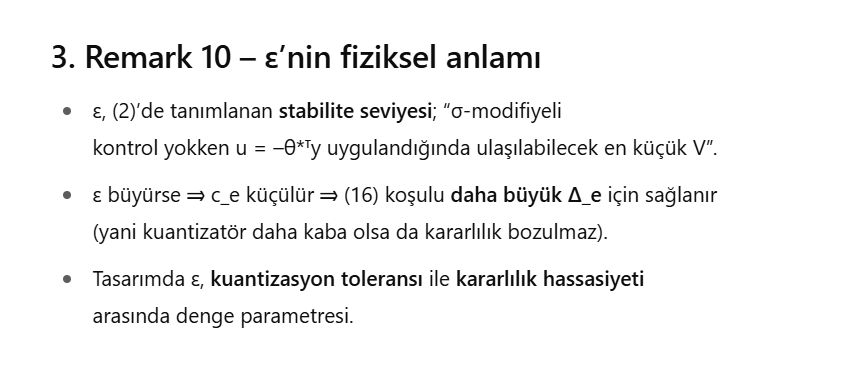 3. Remark 10 – ε’nin fiziksel anlamı
• ε, (2)’de tanımlanan stabilite seviyesi; “σ-modifiyeli
kontrol yokken u = –θ*ᵀy uygulandığında ulaşılabilecek en küçük V”.
• ε büyürse ⇒ c_e küçülür ⇒ (16) koşulu daha büyük Δ_e için sağlanır
(yani kuantizatör daha kaba olsa da kararlılık bozulmaz).
• Tasarımda ε, kuantizasyon toleransı ile kararlılık hassasiyeti
arasında denge parametresi.